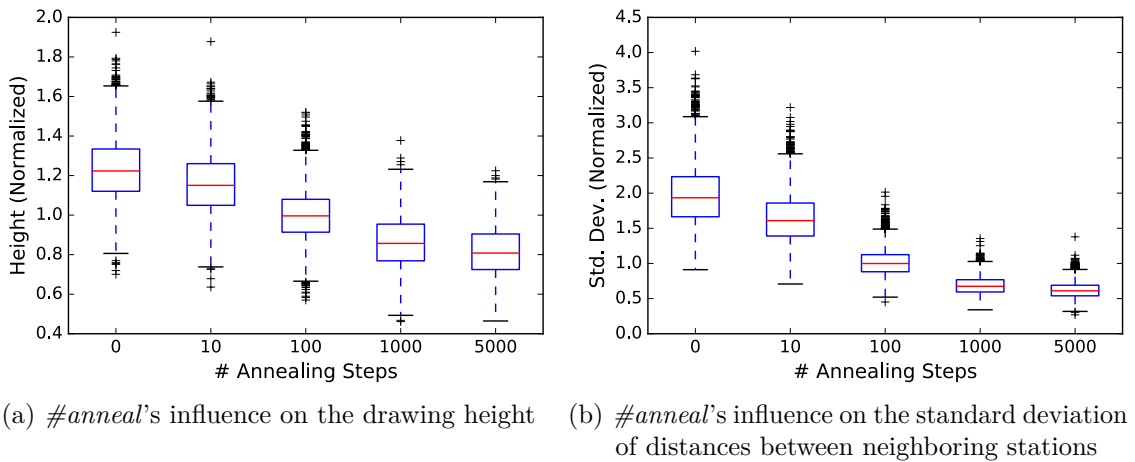 2.0
1.8
1.6
1.4
1.2
1.0
0.8
0.6
0.4
Height (Normalized)
0 10 100 1000 5000
# Annealing Steps
4.5
4.0
3.5
3.0
2.5
2.0
1.5
1.0
0.5
0.0
Std. Dev. (Normalized)
0 10 100 1000 5000
# Annealing Steps
(a) #anneal's influence on the drawing height
(b) #anneal's influence on the standard deviation
of distances between neighboring stations